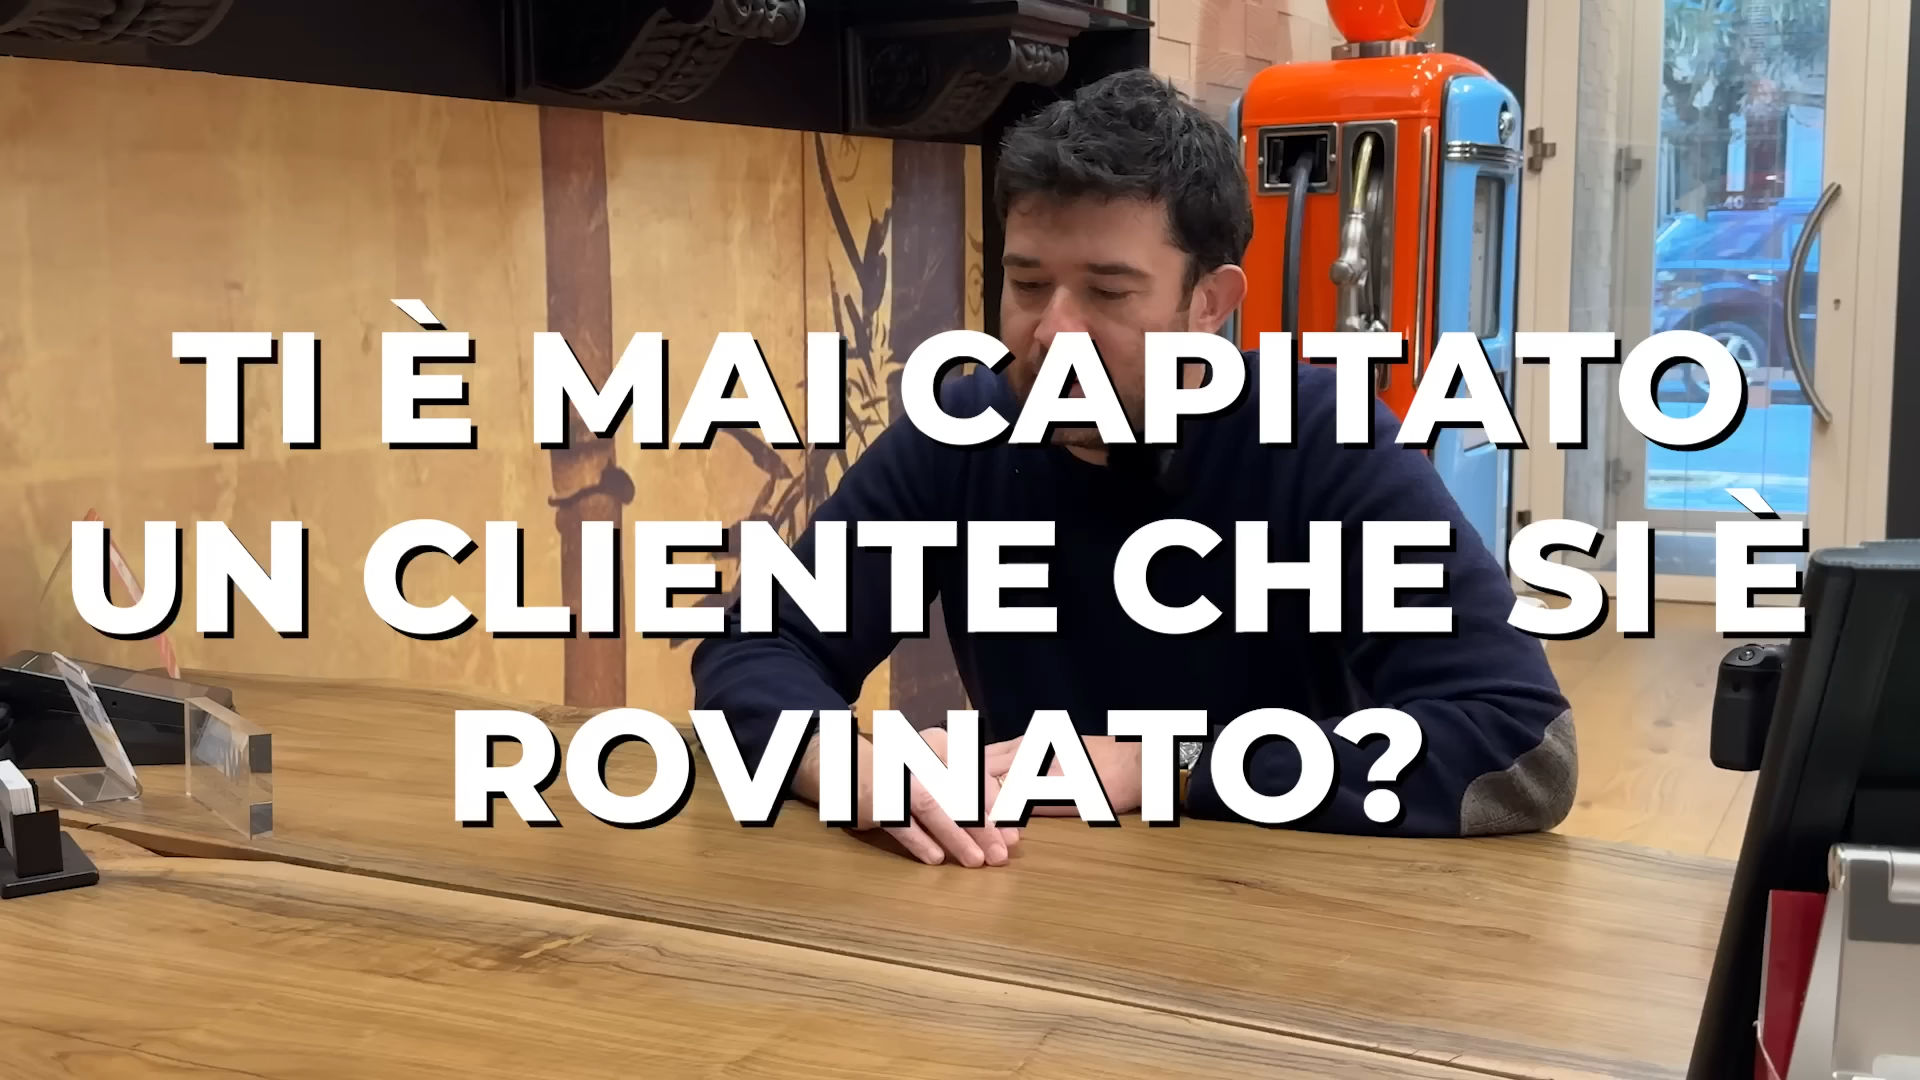 TI È MAI CAPITATO
UN CLIENTE CHE SI È
ROVINATO?